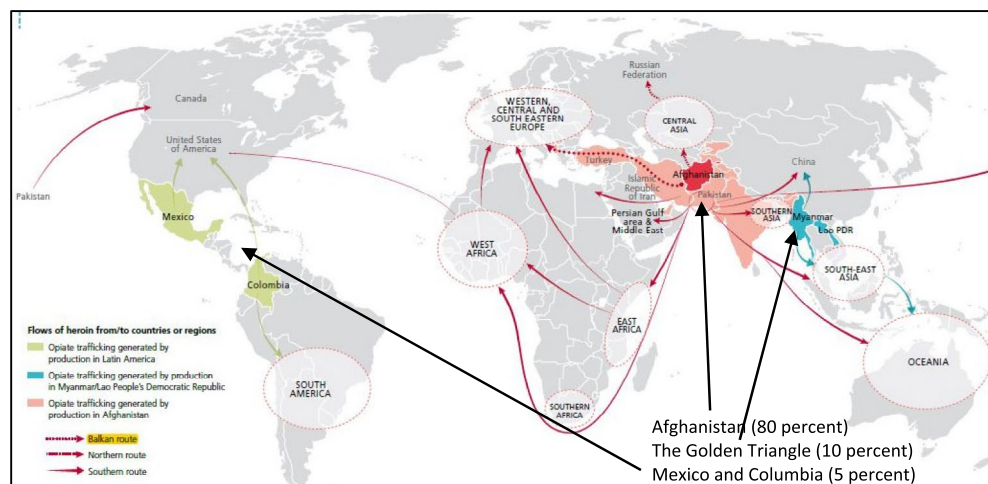 Russian
Federation
Canada
WESTERN,
CENTRAL AND
SOUTH EASTERN
EUROPE
CENTRAL
ASIA
United States
of America
Turkey
China
Afghanistan
Islamic
Republic
of Iran
Pakistan
Pakistan
Mexico
Persian Gulf
area &
Middle East
SOUTHERN
ASIA
Myanmar
Lao PDR
WEST
AFRICA
SOUTH-EAST
ASIA
Colombia
EAST
AFRICA
Flows of heroin from/to countries or regions
Opiate trafficking generated by
production in Latin America
Opiate trafficking generated by production
in Myanmar/Lao People's Democratic Republic
Opiate trafficking generated by
production in Afghanistan
Balkan route
Northern route
Southern route
OCEANIA
SOUTH
AMERICA
SOUTHERN
AFRICA
Afghanistan (80 percent)
The Golden Triangle (10 percent)
Mexico and Columbia (5 percent)